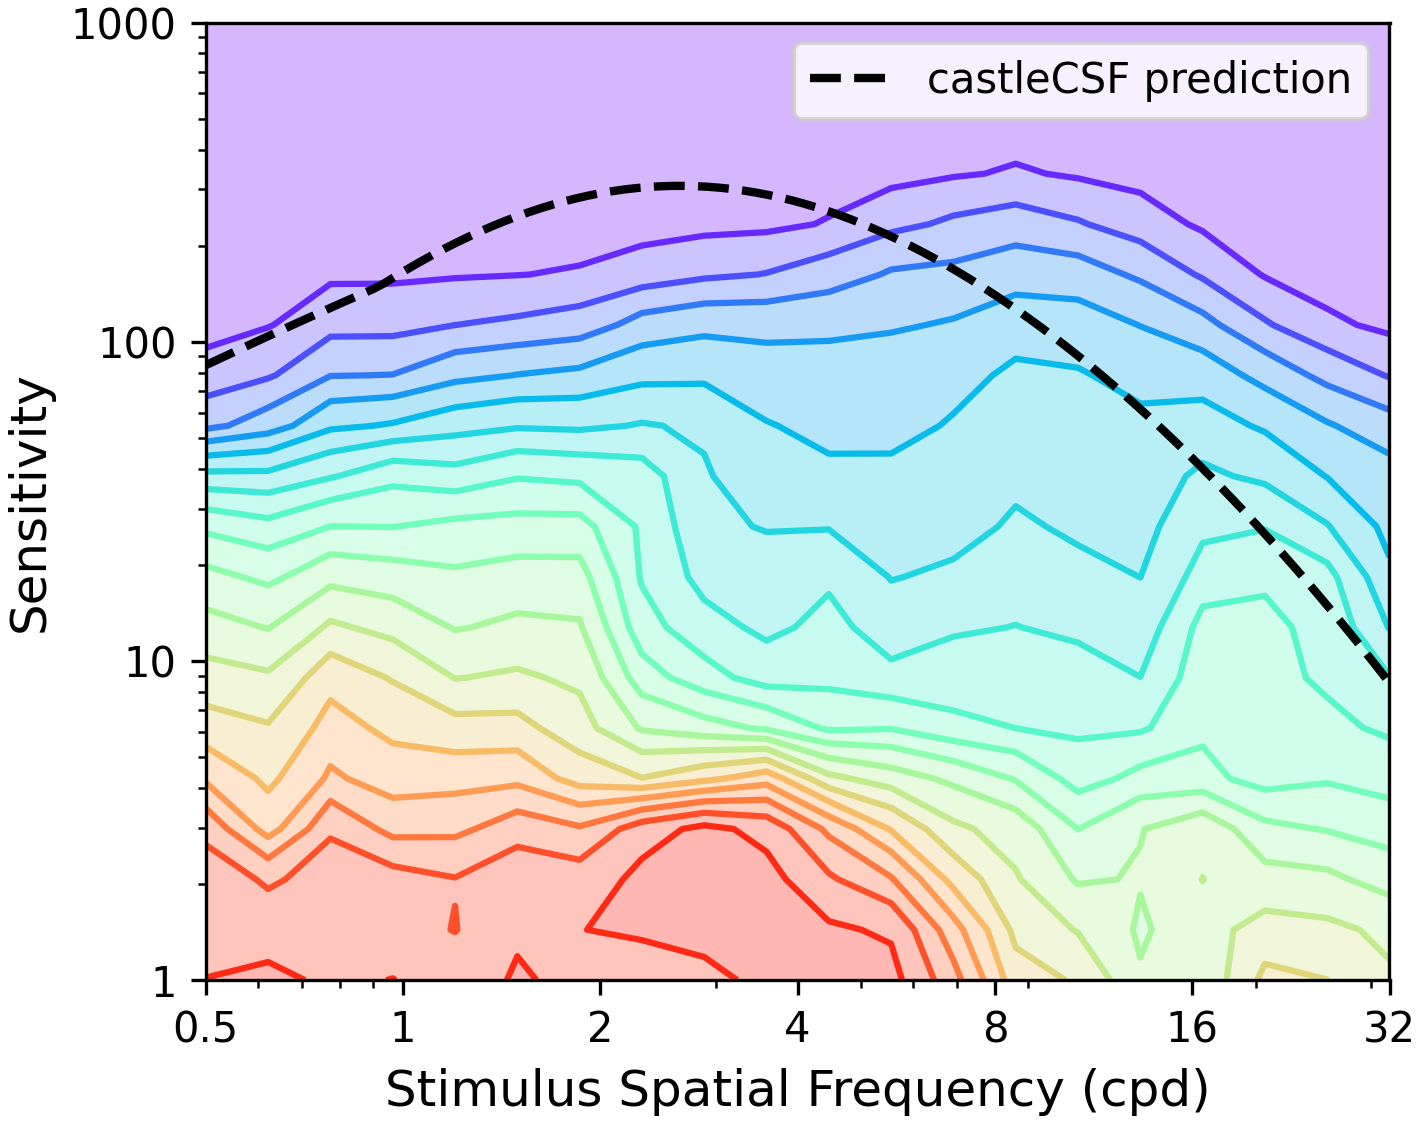 1000
castleCSF prediction
100
Sensitivity
10
1
0.5 1 2 4 8 16 32
Stimulus Spatial Frequency (cpd)